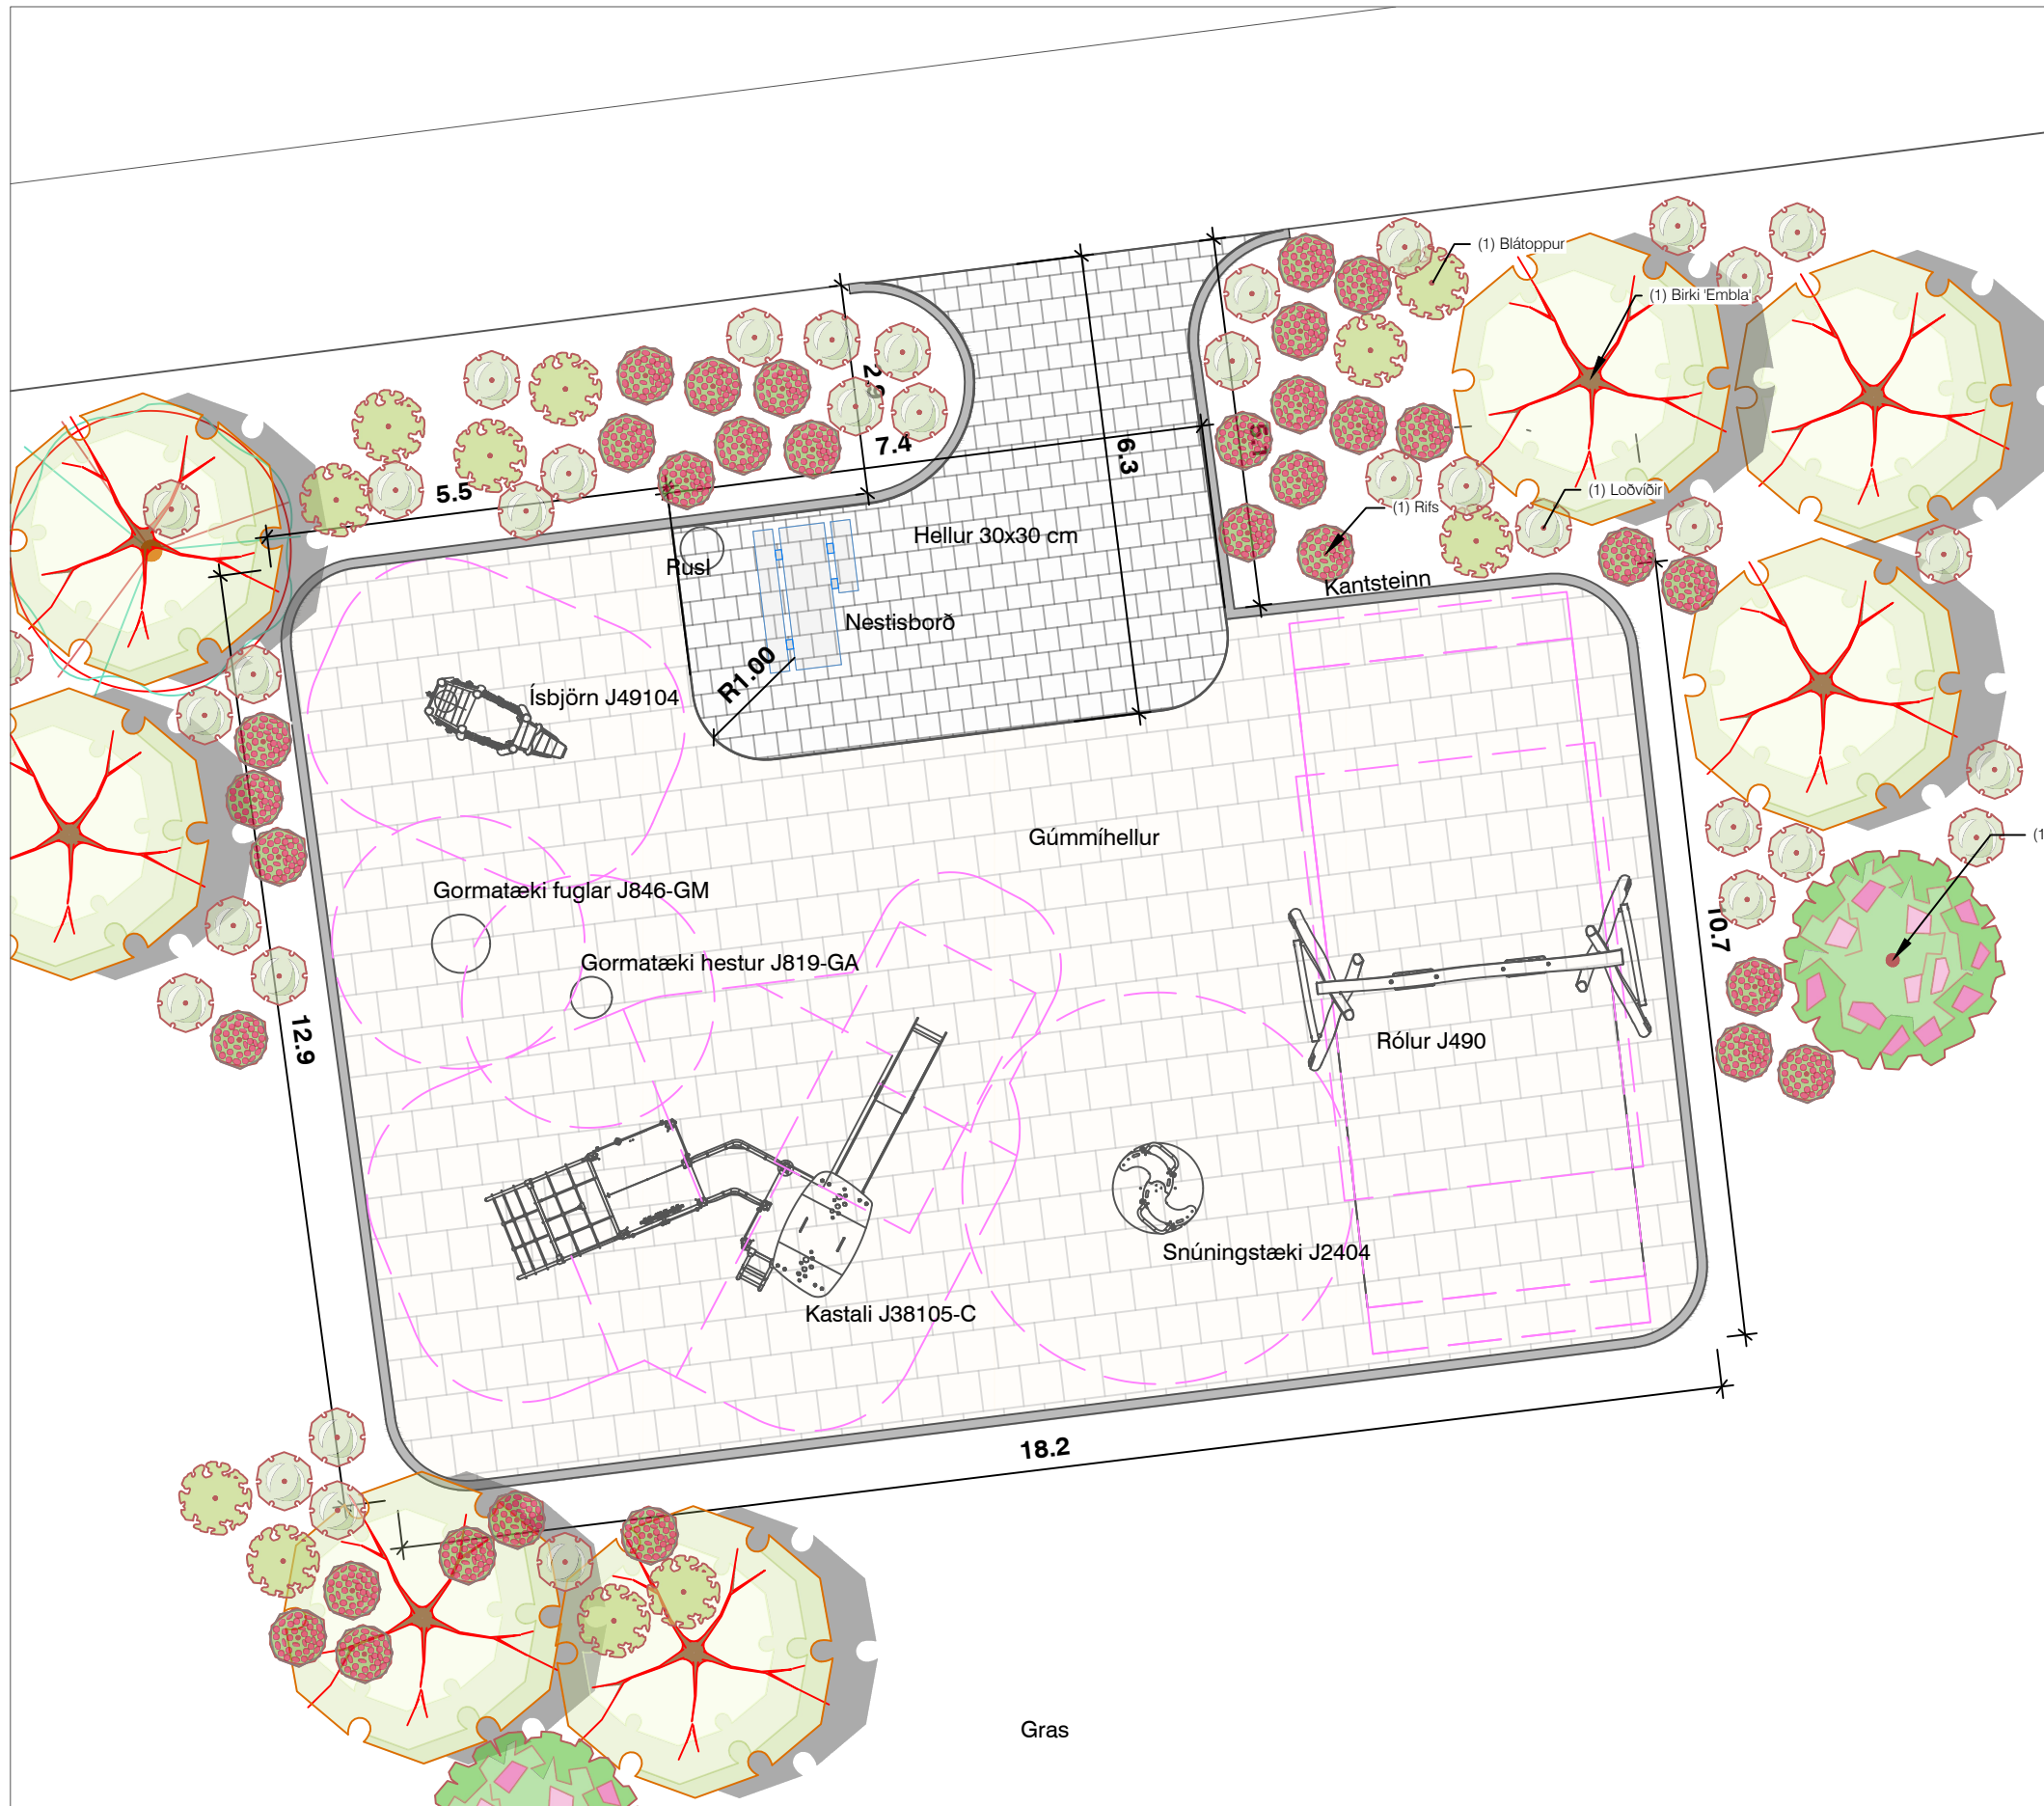 (1) Blátoppur
(1) Birki 'Embla'
2.9
7.4
6.3
5.1
5.5
(1) Loðvíðir
(1) Rifs
Hellur 30x30 cm
Rusl
Kantsteinn
Nestisborð
R1.00
Ísbjörn J49104
Gúmmíhellur
(1
Gormatæki fuglar J846-GM
10.7
Gormatæki hestur J819-GA
12.9
Rólur J490
Snúningstæki J2404
Kastali J38105-C
18.2
Gras